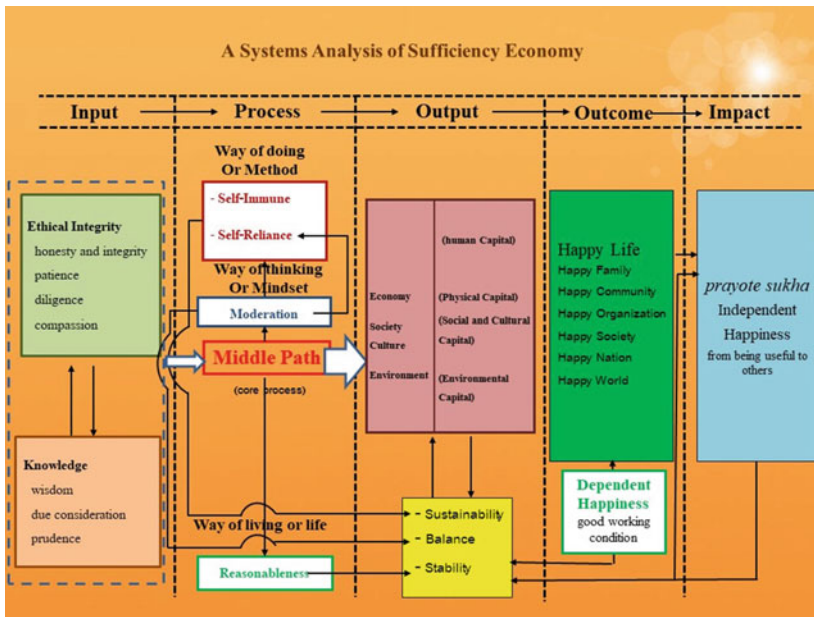 A Systems Analysis of Sufficiency Economy
Input
Process
Output
Outcome
Impact
Ethical Integrity
honesty and integrity
patience
diligence
compassion
Knowledge
wisdom
due consideration
prudence
Way of doing
Or Method
- Self-Immune
- Self-Reliance
Way of thinking
Or Mindset
Moderation
Middle Path
(core process)
Way of living or life
Reasonableness
Economy
Society
Culture
Environment
(human Capital)
(Physical Capital)
(Social and Cultural
Capital)
(Environmental
Capital)
- Sustainability
- Balance
- Stability
Happy Life
Happy Family
Happy Community
Happy Organization
Happy Society
Happy Nation
Happy World
Dependent
Happiness
good working
condition
prayote sukha
Independent
Happiness
from being useful to
others